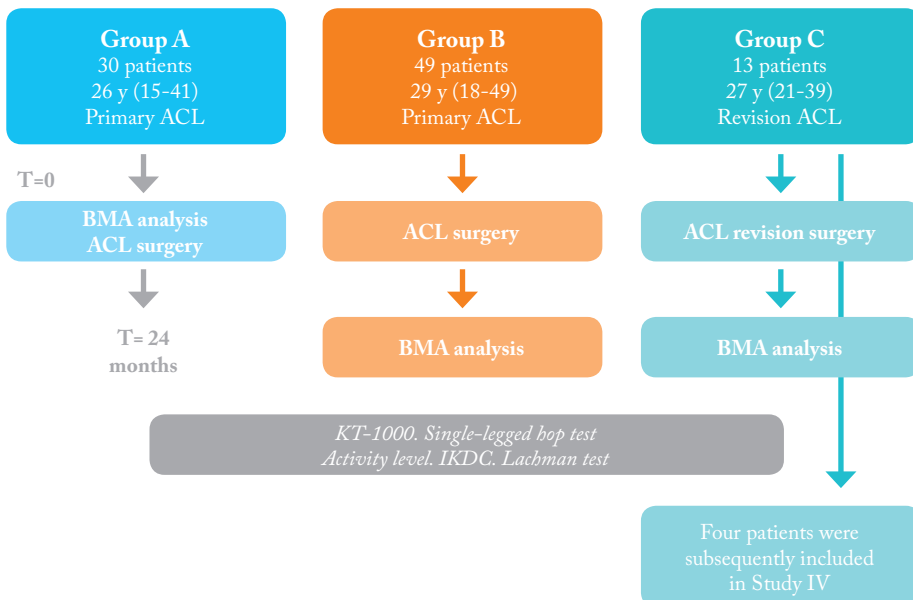 Group A
30 patients
26 y (15-41)
Primary ACL
Group B
49 patients
29 y (18-49)
Primary ACL
Group C
13 patients
27 y (21-39)
Revision ACL
T=0
BMA analysis
ACL surgery
ACL surgery
ACL revision surgery
T= 24
months
BMA analysis
BMA analysis
KT-1000. Single-legged hop test
Activity level. IKDC. Lachman test
Four patients were
subsequently included
in Study IV